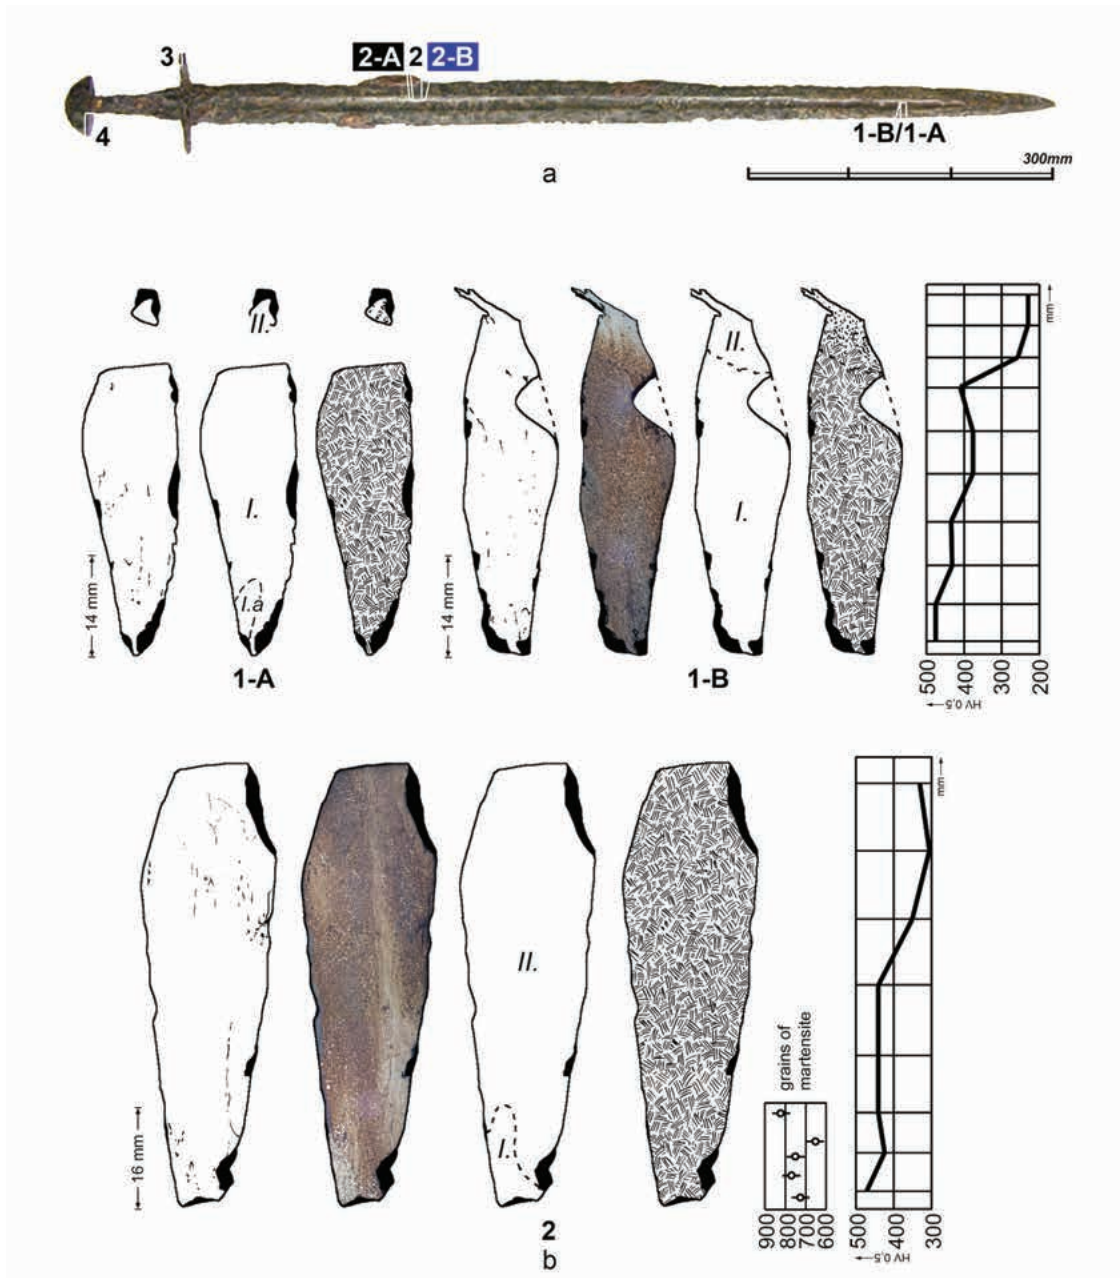 3
2-A 2 2-B
4
1-B/1-A
300mm
a
II.
II.
I.
I.
I.a
14 mm
14 mm
1-A
1-B
mm
500 400 300 200
HV 0,5
II.
I.
16 mm
grains of
martensite
900 800 700 600
mm
500 400 300
HV 0,5
2
b